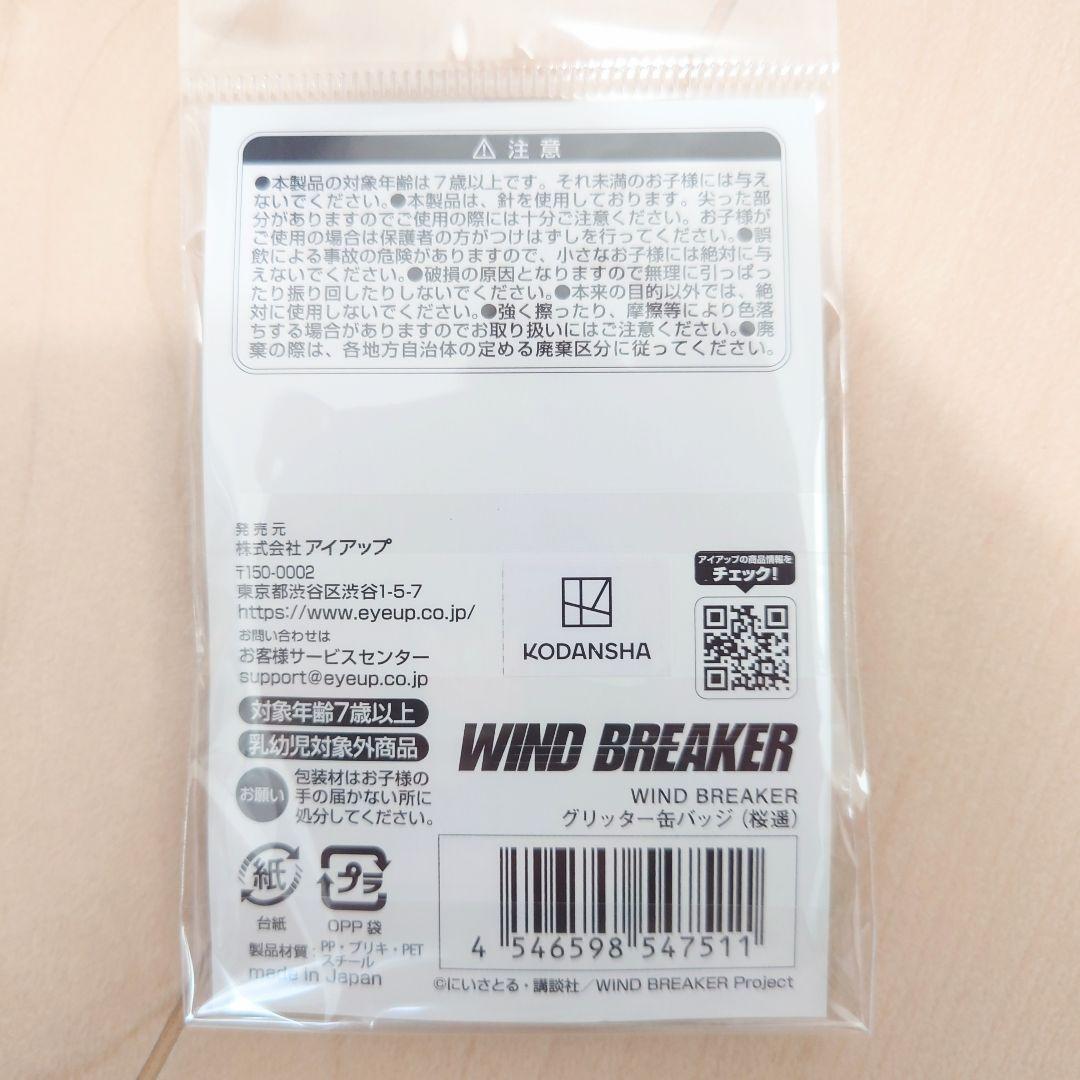 ⚠ 注意
●本製品の対象年齢は7歳以上です。それ未満のお子様には与え
ないでください。●本製品は、針を使用しております。尖った部
分がありますのでご使用の際には十分ご注意ください。お子様が
ご使用の場合は保護者の方がつけはずしを行ってください。●誤
飲による事故の危険がありますので、小さなお子様には絶対に与
えないでください。●破損の原因となりますので無理に引っぱっ
たり振り回したりしないでください。●本来の目的以外では、絶
対に使用しないでください。●強く擦ったり、摩擦等により色落
ちする場合がありますのでお取り扱いにはご注意ください。●廃
棄の際は、各地方自治体の定める廃棄区分に従ってください。
発売元
株式会社 アイアップ
〒150-0002
東京都渋谷区渋谷1-5-7
https://www.eyeup.co.jp/
お問い合わせは
お客様サービスセンター
support@eyeup.co.jp
KODANSHA
アイアップの商品情報を
チェック!
対象年齢7歳以上
乳幼児対象外商品
お願い
包装材はお子様の
手の届かない所に
処分してください。
WIND BREAKER
WIND BREAKER
グリッター缶バッジ (桜遥)
紙
台紙
プラ
OPP袋
製品材質:PP・ブリキ・PET
スチール
made in Japan
4 546598 547511
©にいさとる・講談社/WIND BREAKER Project